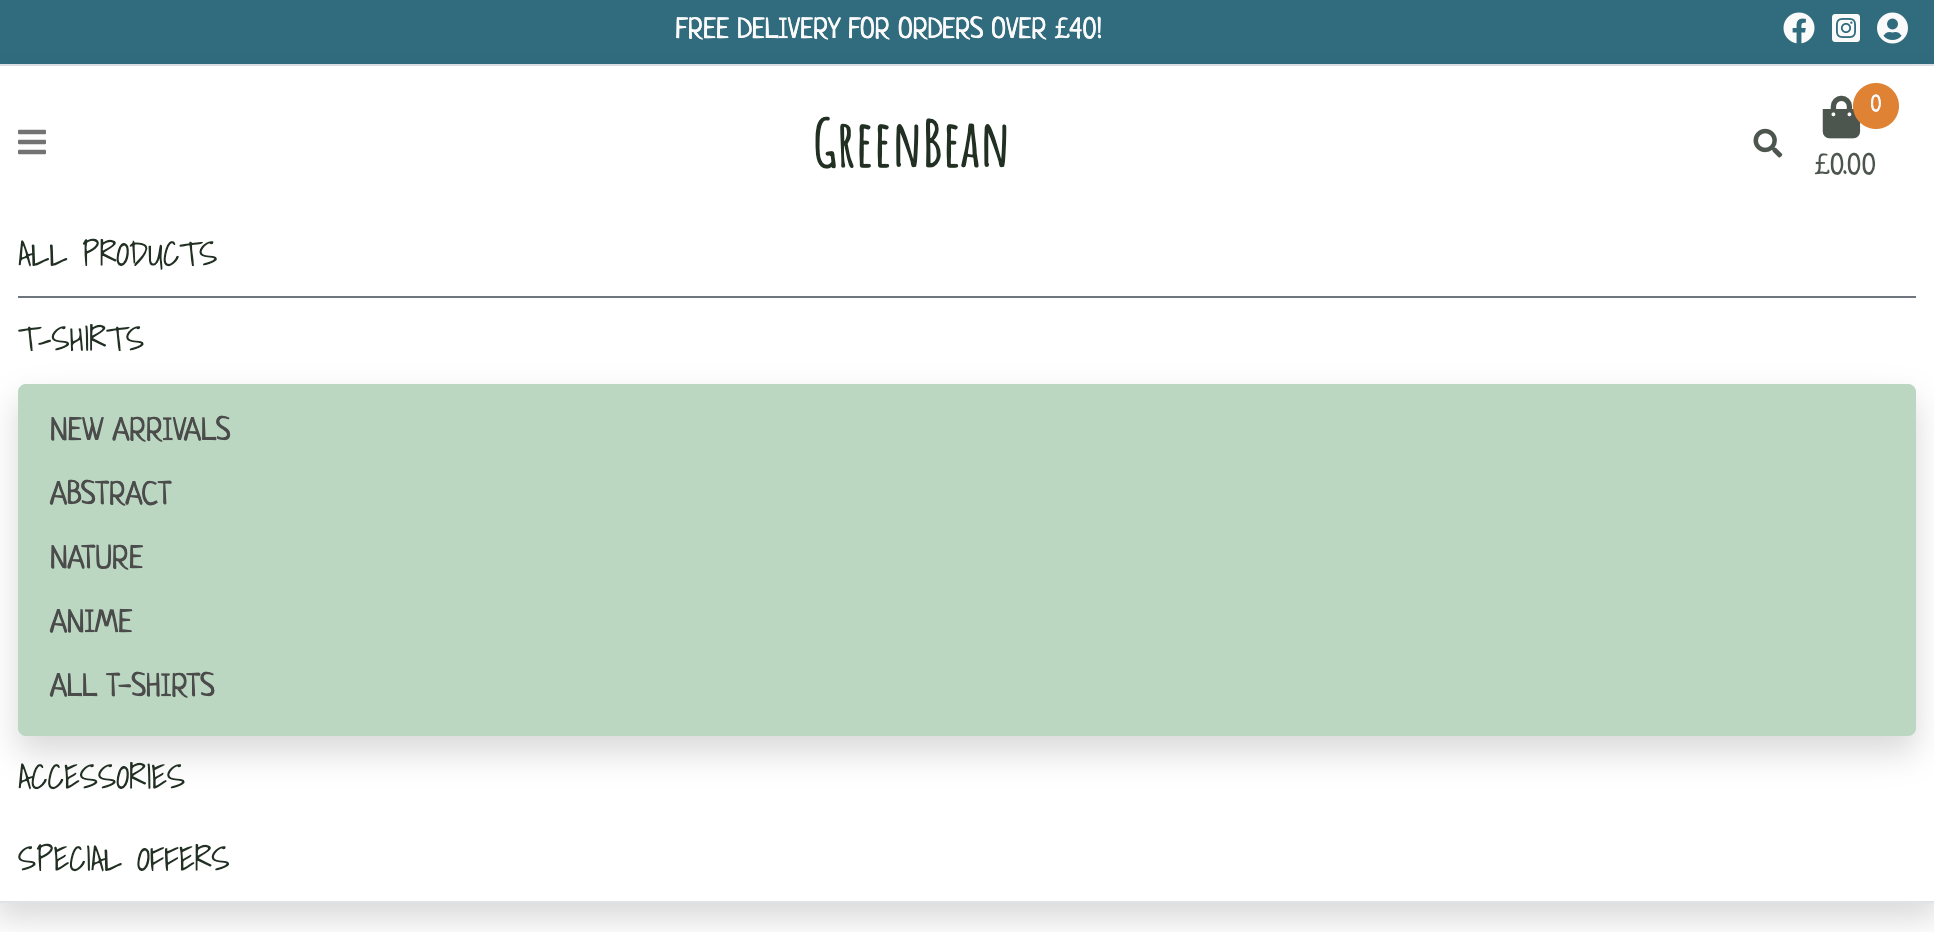 FREE DELIVERY FOR ORDERS OVER £40!
GREENBEAN
0
£0.00
ALL PRODUCTS
T-SHIRTS
NEW ARRIVALS
ABSTRACT
NATURE
ANIME
ALL T-SHIRTS
ACCESSORIES
SPECIAL OFFERS